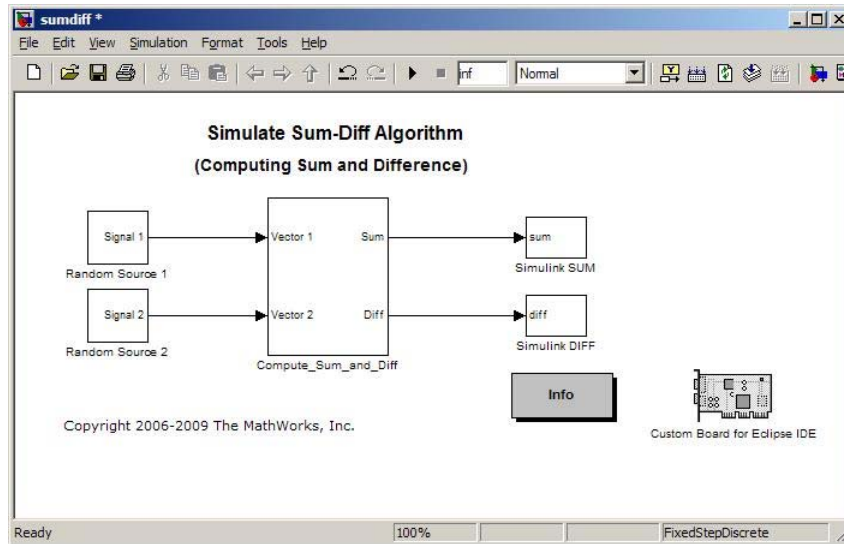 sumdiff *
File Edit View Simulation Format Tools Help
inf Normal
Simulate Sum-Diff Algorithm
(Computing Sum and Difference)
Signal 1
Random Source 1
Signal 2
Random Source 2
Vector 1 Sum
Vector 2 Diff
Compute_Sum_and_Diff
sum
Simulink SUM
diff
Simulink DIFF
Info
Custom Board for Eclipse IDE
Copyright 2006-2009 The MathWorks, Inc.
Ready 100% FixedStepDiscrete